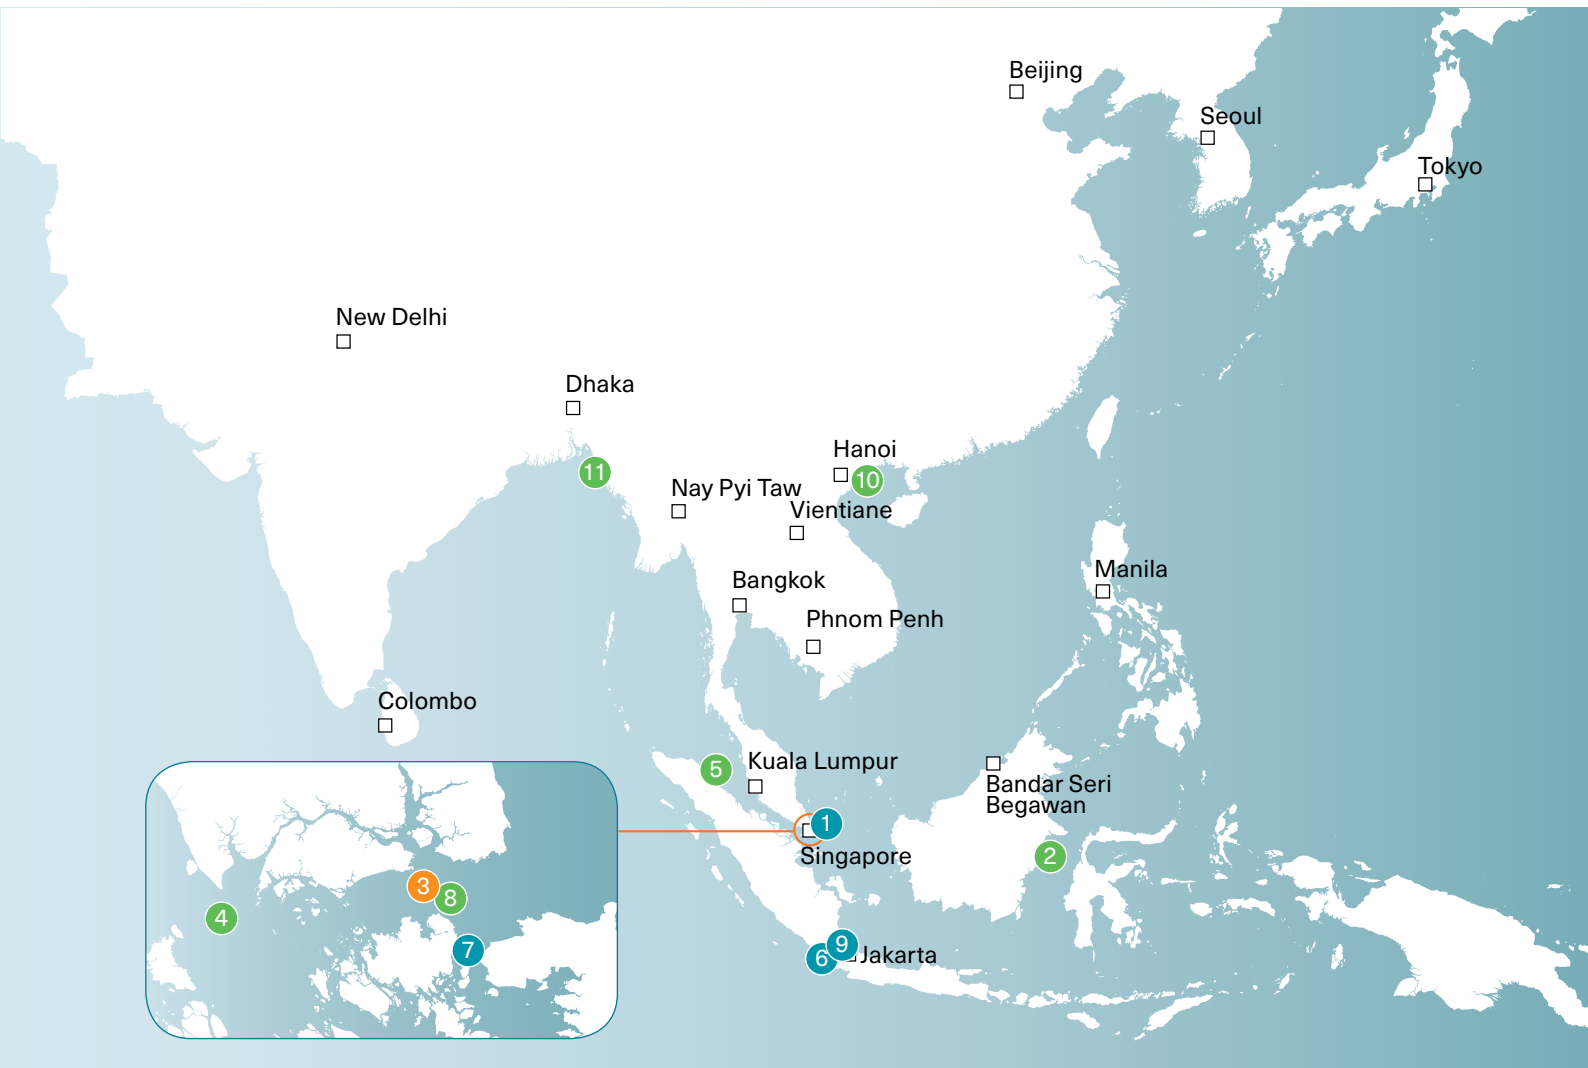 Beijing
Seoul
Tokyo
New Delhi
Dhaka
Hanoi
11
10
Nay Pyi Taw
Vientiane
Manila
Bangkok
Phnom Penh
Colombo
Kuala Lumpur
5
Bandar Seri
Begawan
1
Singapore
2
3
8
4
7
9
6
Jakarta